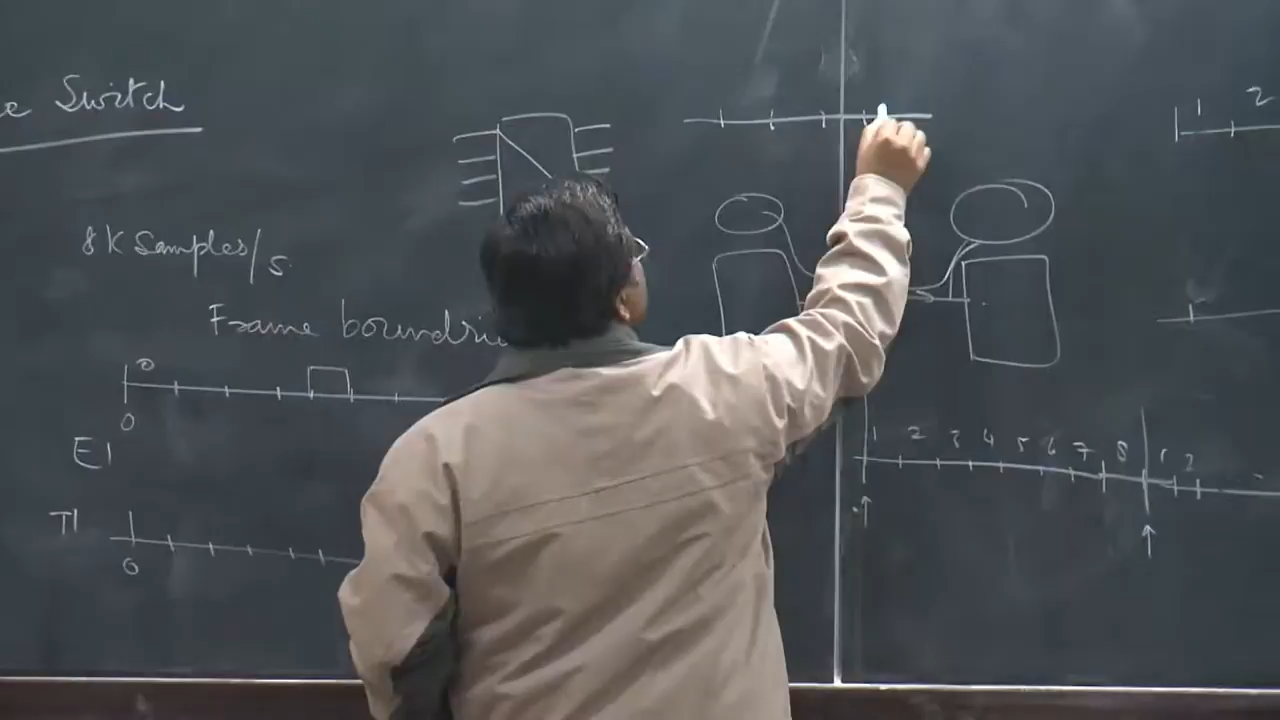 e Switch
8K Samples/s.
Frame boundri
0
0
E1
T1
0
1 2 3 4 5 6 7 8 1 2
1 2